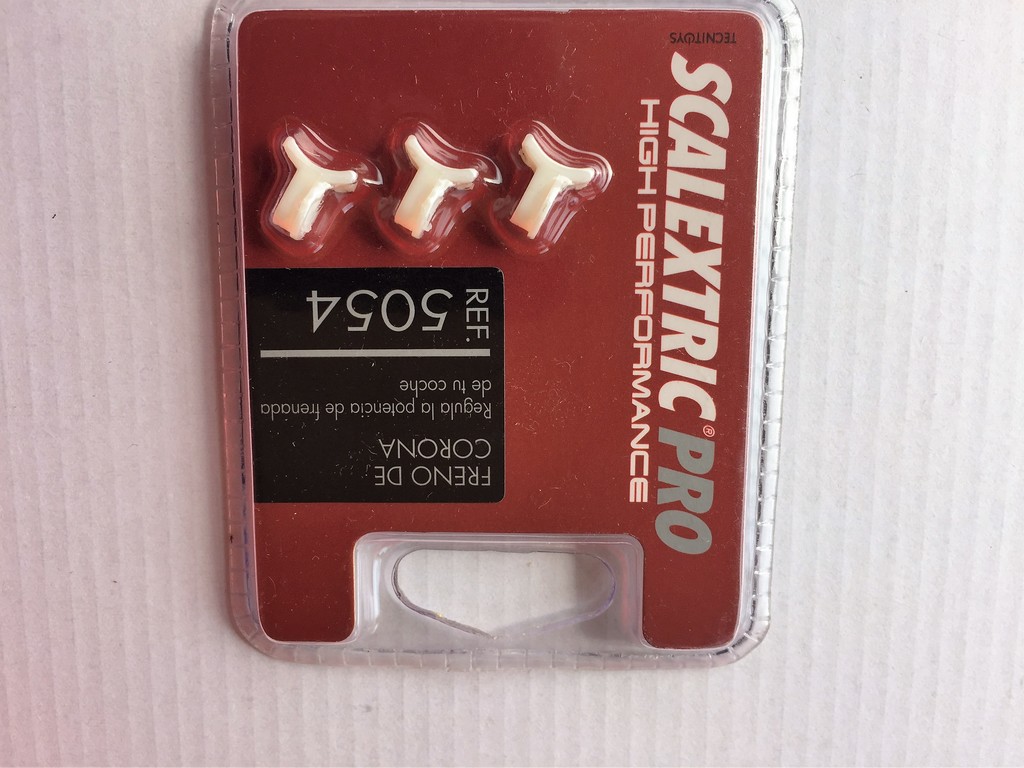 FRENO DE
CORONA
Regula la potencia de frenada
de tu coche
REF.
5054
SCALEXTRIC® PRO
HIGH PERFORMANCE
TECNITOYS